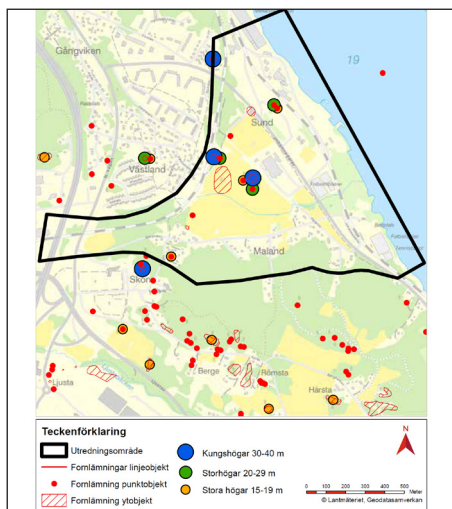 Gångviken
19
Sund
Västland
Maland
Skön
Ljusta
Berge
Römsta
Härsta
Teckenförklaring
Utredningsområde
Fornlämningar linjeobjekt
Fornlämning punktobjekt
Fornlämning ytobjekt
Kungshögar 30-40 m
Storhögar 20-29 m
Stora högar 15-19 m
N
0 100 200 300 400 500 Meter
© Lantmäteriet, Geodatasamverkan